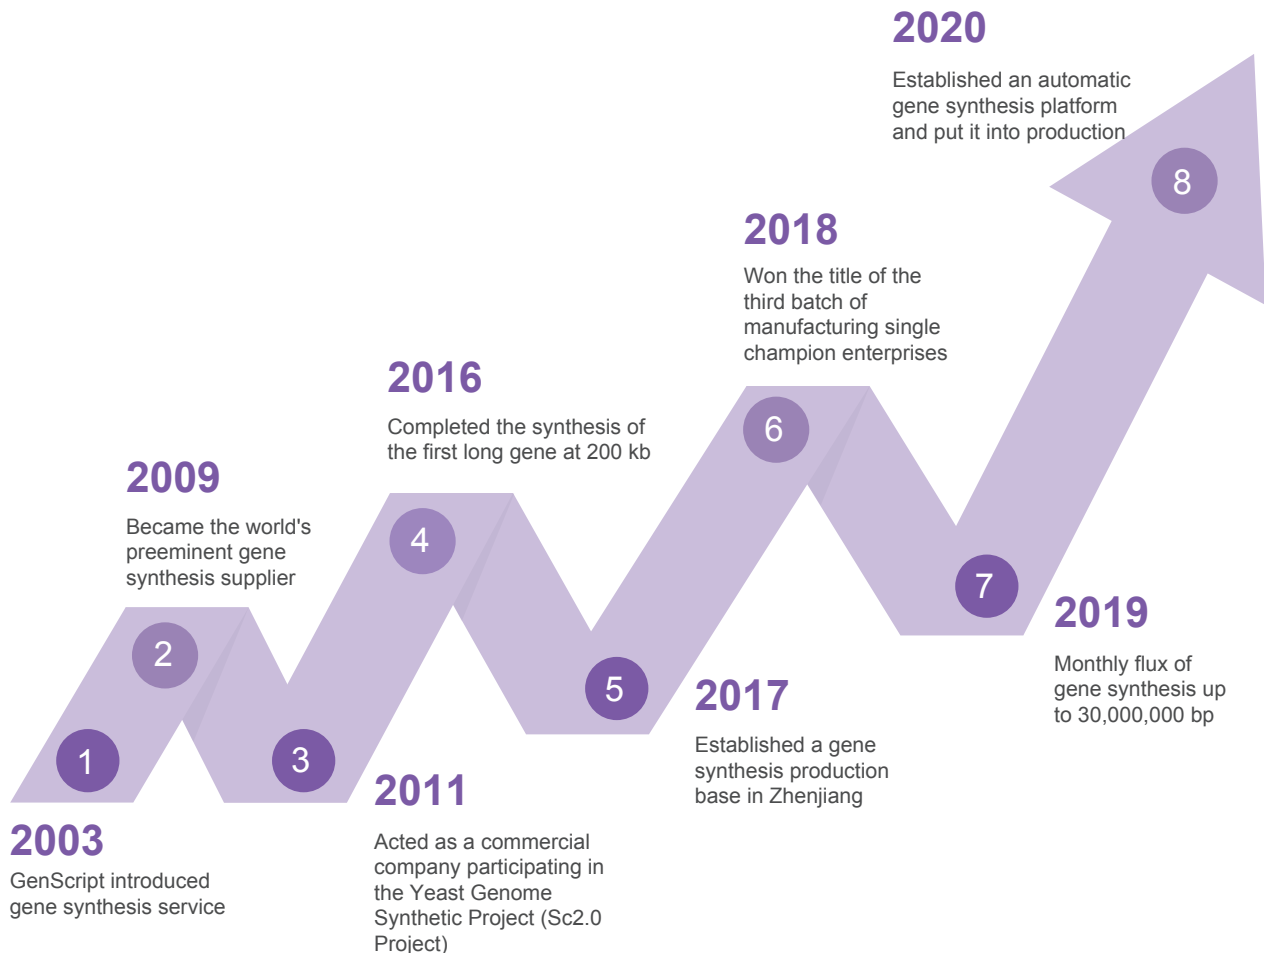 2020
Established an automatic
gene synthesis platform
and put it into production
8
2018
Won the title of the
third batch of
manufacturing single
champion enterprises
6
2016
Completed the synthesis of
the first long gene at 200 kb
4
2009
Became the world's
preeminent gene
synthesis supplier
2
7
2019
Monthly flux of
gene synthesis up
to 30,000,000 bp
5
2017
Established a gene
synthesis production
base in Zhenjiang
3
2011
Acted as a commercial
company participating in
the Yeast Genome
Synthetic Project (Sc2.0
Project)
1
2003
GenScript introduced
gene synthesis service